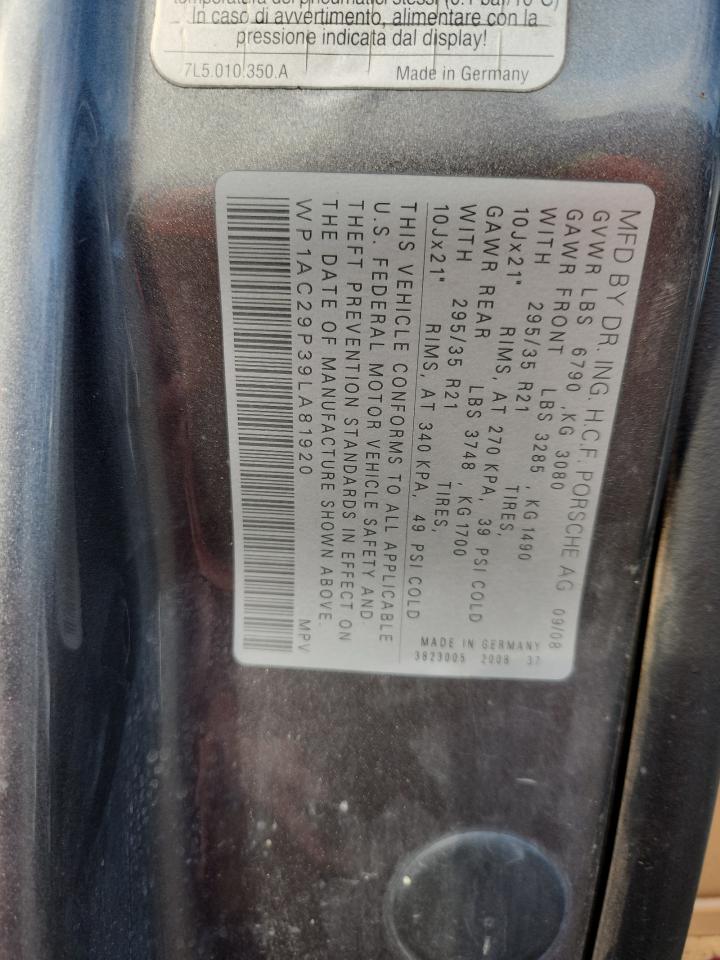 In caso di avvertimento, alimentare con la
pressione indicata dal display!
7L5.010.350.A Made in Germany
MFD BY DR. ING. H.C.F. PORSCHE AG 09/08
GVWR LBS 6790 ,KG 3080
GAWR FRONT LBS 3285 , KG 1490
WITH 295/35 R21 TIRES,
10Jx21" RIMS, AT 270 KPA, 39 PSI COLD
GAWR REAR LBS 3748 , KG 1700
WITH 295/35 R21 TIRES,
10Jx21" RIMS, AT 340 KPA, 49 PSI COLD
MADE IN GERMANY
3823005 2008 37
THIS VEHICLE CONFORMS TO ALL APPLICABLE
U.S. FEDERAL MOTOR VEHICLE SAFETY AND
THEFT PREVENTION STANDARDS IN EFFECT ON
THE DATE OF MANUFACTURE SHOWN ABOVE.
WP1AC29P39LA81920 MPV